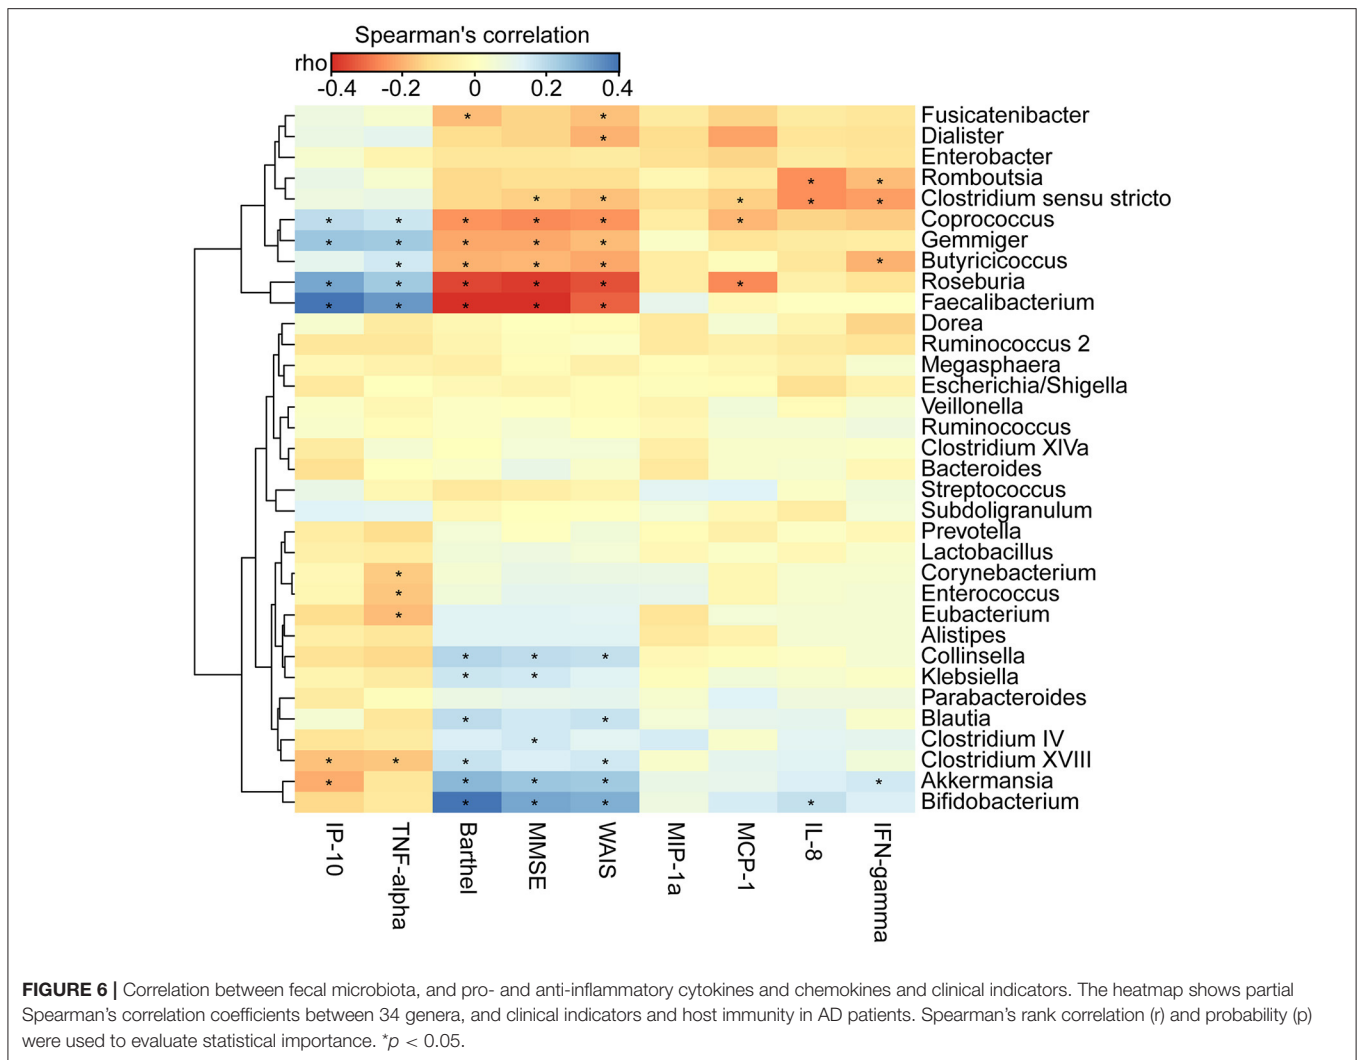 Spearman's correlation
rho
-0.4 -0.2 0 0.2 0.4
* * Fusicatenibacter
* Dialister
Enterobacter
* * Romboutsia
* * * * * Clostridium sensu stricto
* * * * * * Coprococcus
* * * * * Gemmiger
* * * * * Butyricicoccus
* * * * * * Roseburia
* * * * * Faecalibacterium
Dorea
Ruminococcus 2
Megasphaera
Escherichia/Shigella
Veillonella
Ruminococcus
Clostridium XlVa
Bacteroides
Streptococcus
Subdoligranulum
Prevotella
Lactobacillus
* Corynebacterium
* Enterococcus
* Eubacterium
Alistipes
* * * Collinsella
* * Klebsiella
Parabacteroides
* * Blautia
* Clostridium IV
* * * * Clostridium XVIII
* * * * * Akkermansia
* * * * Bifidobacterium
IP-10
TNF-alpha
Barthel
MMSE
WAIS
MIP-1a
MCP-1
IL-8
IFN-gamma
FIGURE 6 | Correlation between fecal microbiota, and pro- and anti-inflammatory cytokines and chemokines and clinical indicators. The heatmap shows partial
Spearman's correlation coefficients between 34 genera, and clinical indicators and host immunity in AD patients. Spearman's rank correlation (r) and probability (p)
were used to evaluate statistical importance. *p < 0.05.